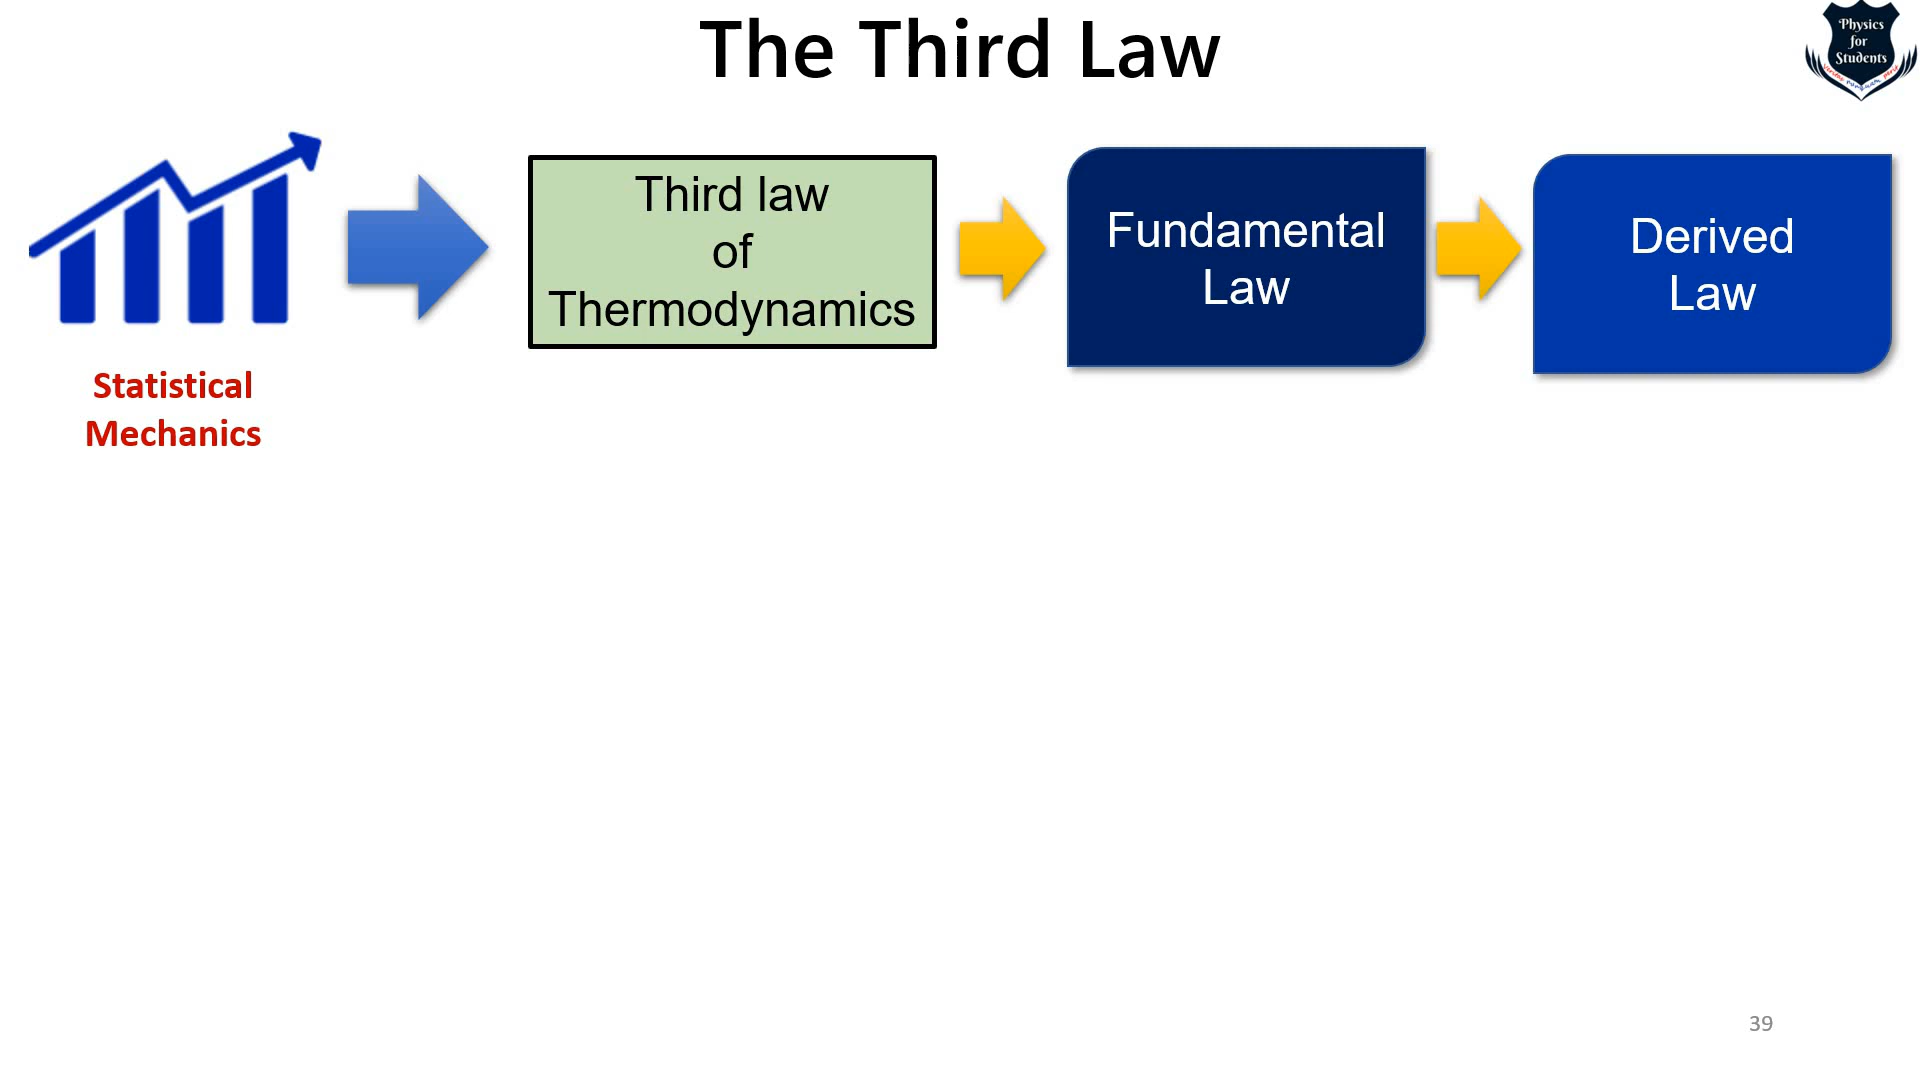 The Third Law
Physics
for
Students
Third law
of
Thermodynamics
Fundamental
Law
Derived
Law
Statistical
Mechanics
39